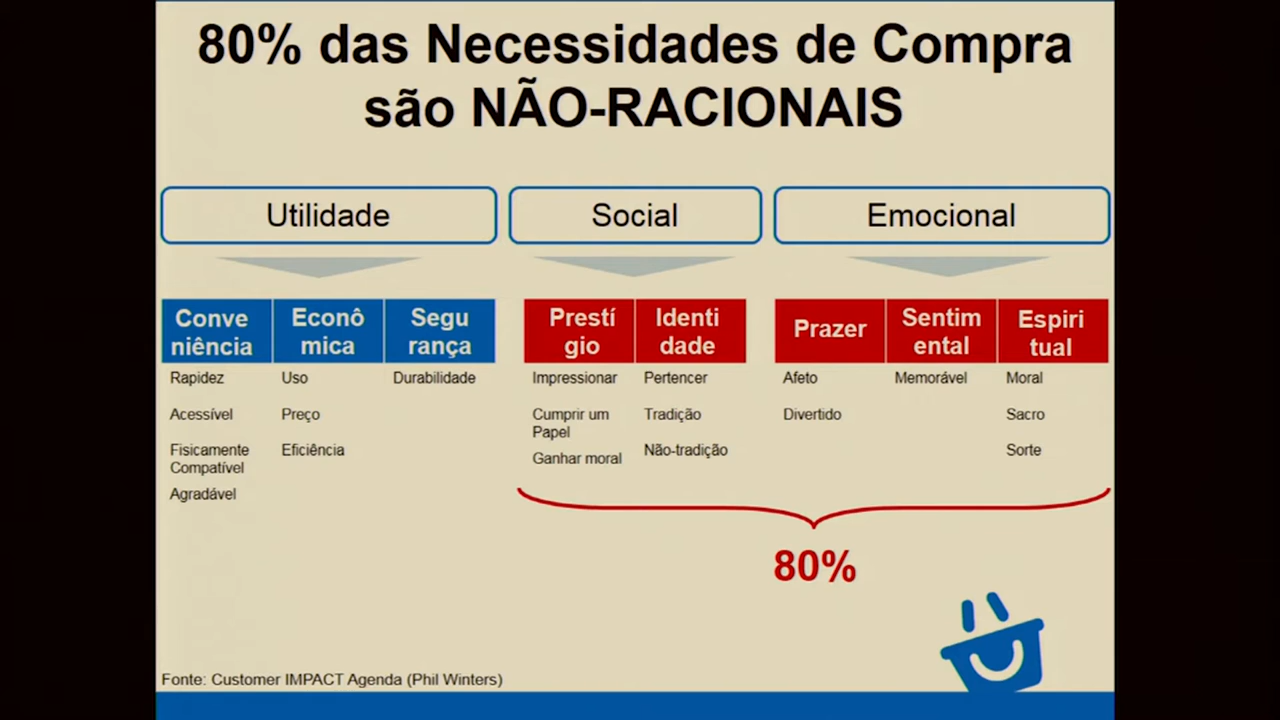 80% das Necessidades de Compra
são NÃO-RACIONAIS
Utilidade
Social
Emocional
Conve
niência
Econô
mica
Segu
rança
Prestí
gio
Identi
dade
Prazer
Sentim
ental
Espiri
tual
Rapidez
Acessível
Fisicamente
Compatível
Agradável
Uso
Preço
Eficiência
Durabilidade
Impressionar
Cumprir um
Papel
Ganhar moral
Pertencer
Tradição
Não-tradição
Afeto
Divertido
Memorável
Moral
Sacro
Sorte
80%
Fonte: Customer IMPACT Agenda (Phil Winters)